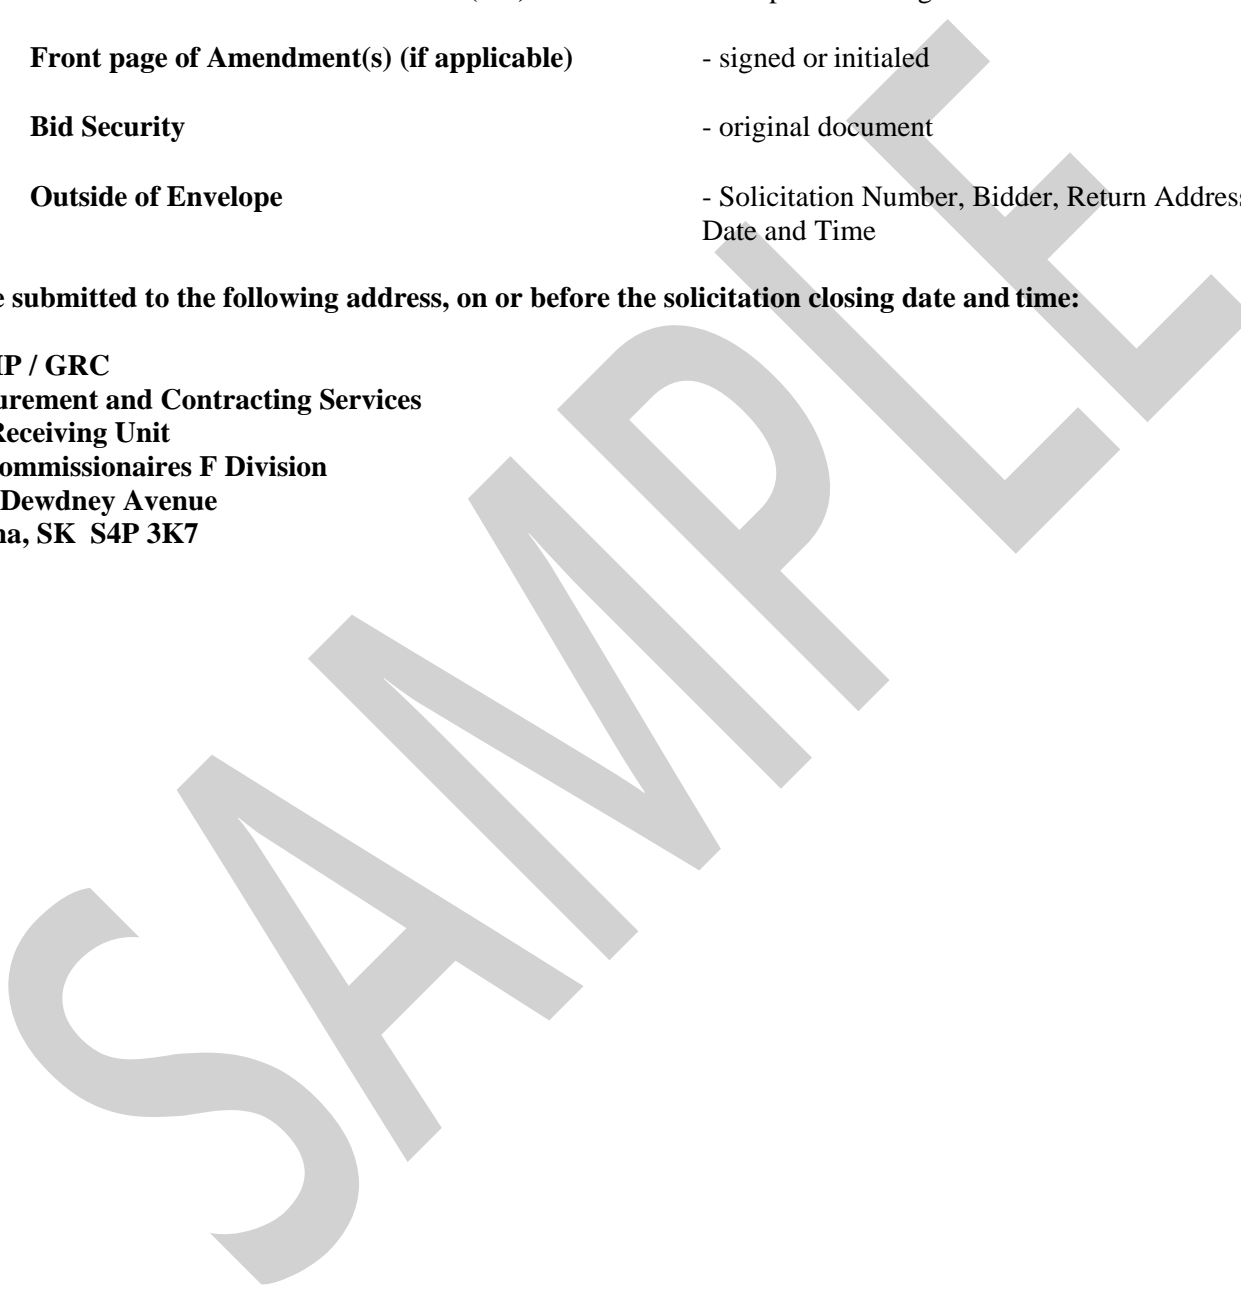 Front page of Amendment(s) (if applicable) - signed or initialed
Bid Security - original document
Outside of Envelope - Solicitation Number, Bidder, Return Address
Date and Time
submitted to the following address, on or before the solicitation closing date and time:
/ GRC
and Contracting Services
Receiving Unit
F Division
Dewdney Avenue
SK S4P 3K7
SAMPLE